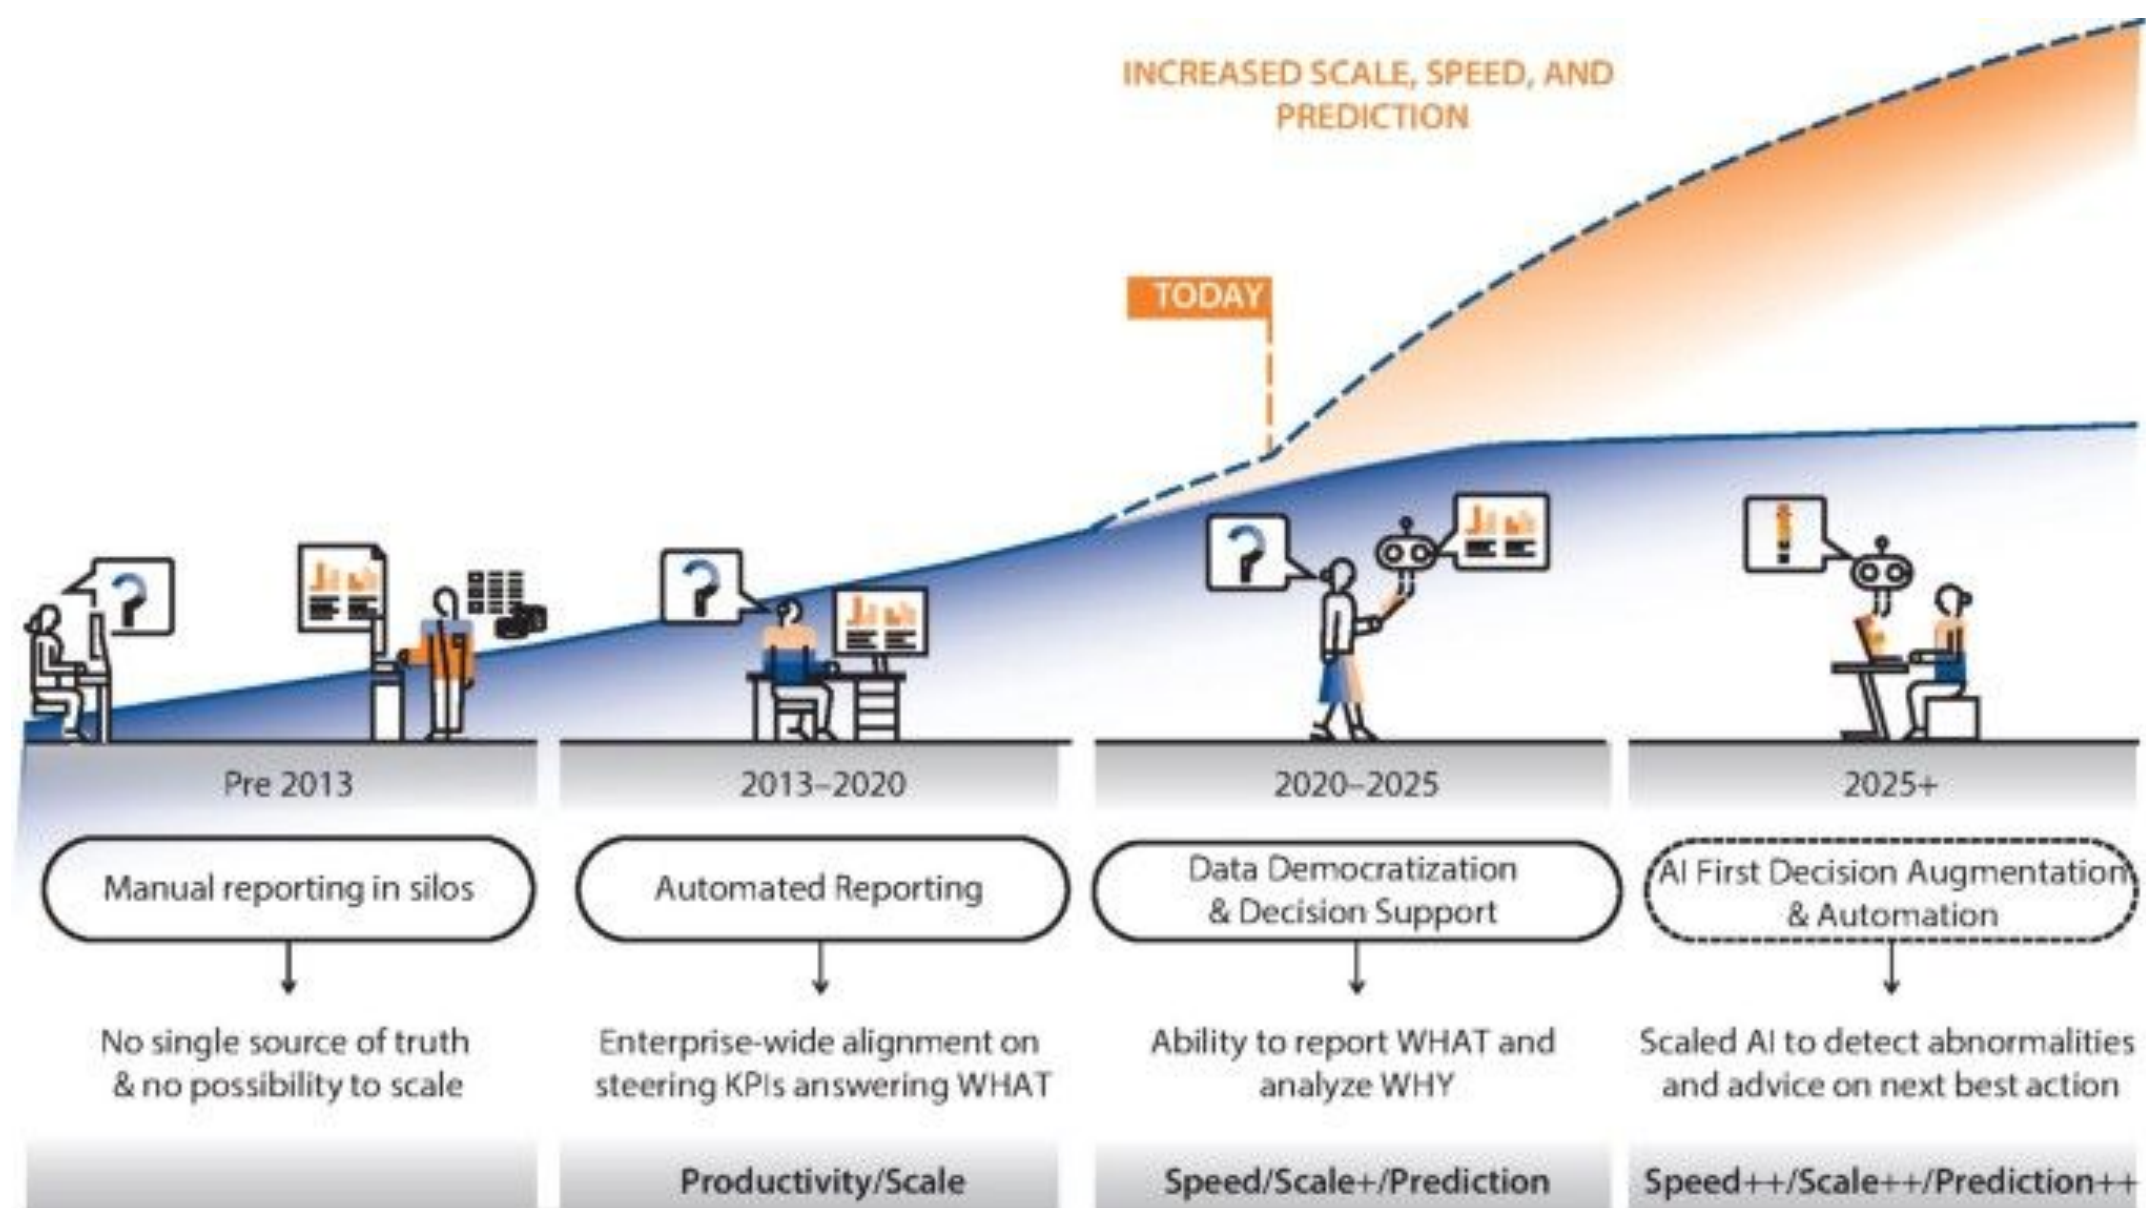 INCREASED SCALE, SPEED, AND
PREDICTION
TODAY
Pre 2013
Manual reporting in silos
No single source of truth
& no possibility to scale
2013–2020
Automated Reporting
Enterprise-wide alignment on
steering KPIs answering WHAT
Productivity/Scale
2020–2025
Data Democratization
& Decision Support
Ability to report WHAT and
analyze WHY
Speed/Scale+/Prediction
2025+
AI First Decision Augmentation
& Automation
Scaled AI to detect abnormalities
and advice on next best action
Speed++/Scale++/Prediction++